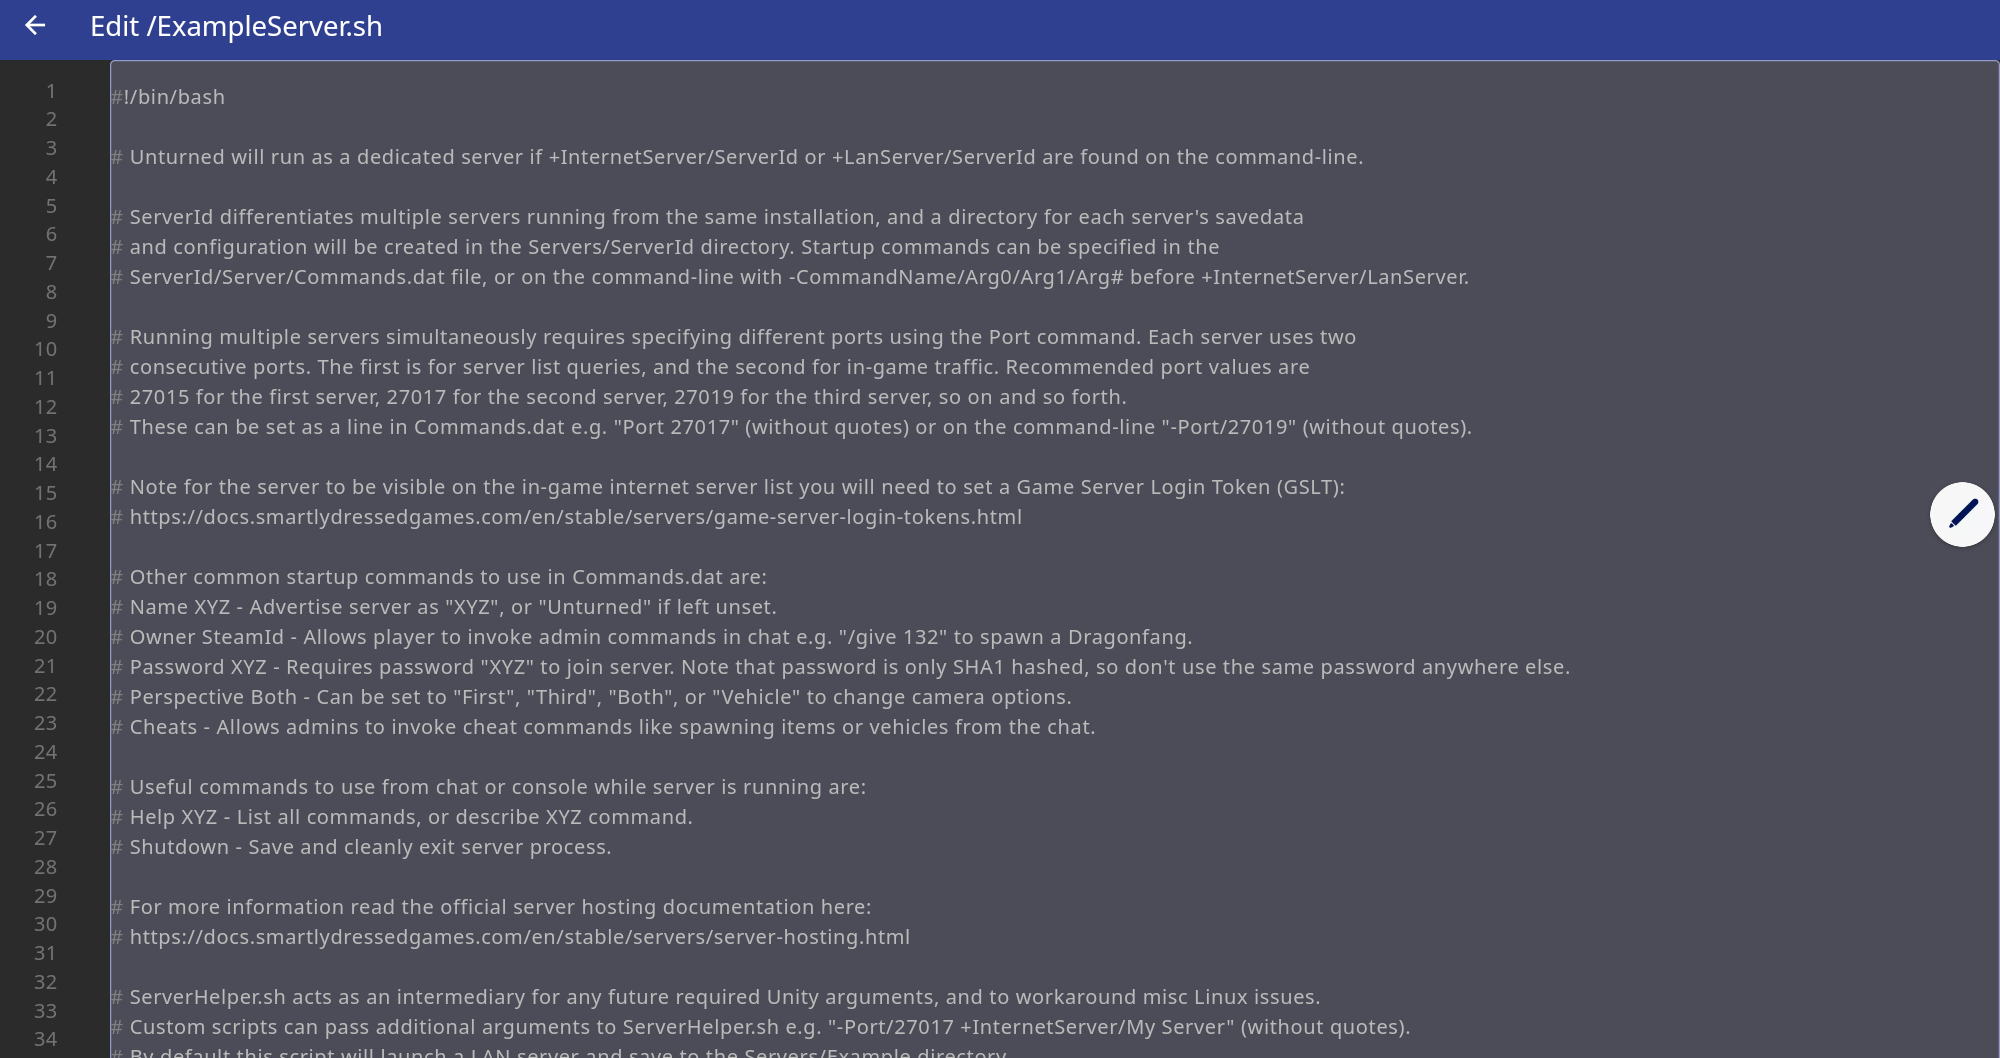 Edit /ExampleServer.sh
1 #!/bin/bash
2
3 # Unturned will run as a dedicated server if +InternetServer/ServerId or +LanServer/ServerId are found on the command-line.
4
5 # ServerId differentiates multiple servers running from the same installation, and a directory for each server's savedata
6 # and configuration will be created in the Servers/ServerId directory. Startup commands can be specified in the
7 # ServerId/Server/Commands.dat file, or on the command-line with -CommandName/Arg0/Arg1/Arg# before +InternetServer/LanServer.
8
9 # Running multiple servers simultaneously requires specifying different ports using the Port command. Each server uses two
10 # consecutive ports. The first is for server list queries, and the second for in-game traffic. Recommended port values are
11 # 27015 for the first server, 27017 for the second server, 27019 for the third server, so on and so forth.
12 # These can be set as a line in Commands.dat e.g. "Port 27017" (without quotes) or on the command-line "-Port/27019" (without quotes).
13
14 # Note for the server to be visible on the in-game internet server list you will need to set a Game Server Login Token (GSLT):
15 # https://docs.smartlydressedgames.com/en/stable/servers/game-server-login-tokens.html
16
17 # Other common startup commands to use in Commands.dat are:
18 # Name XYZ - Advertise server as "XYZ", or "Unturned" if left unset.
19 # Owner SteamId - Allows player to invoke admin commands in chat e.g. "/give 132" to spawn a Dragonfang.
20 # Password XYZ - Requires password "XYZ" to join server. Note that password is only SHA1 hashed, so don't use the same password anywhere else.
21 # Perspective Both - Can be set to "First", "Third", "Both", or "Vehicle" to change camera options.
22 # Cheats - Allows admins to invoke cheat commands like spawning items or vehicles from the chat.
23
24 # Useful commands to use from chat or console while server is running are:
25 # Help XYZ - List all commands, or describe XYZ command.
26 # Shutdown - Save and cleanly exit server process.
27
28 # For more information read the official server hosting documentation here:
29 # https://docs.smartlydressedgames.com/en/stable/servers/server-hosting.html
30
31 # ServerHelper.sh acts as an intermediary for any future required Unity arguments, and to workaround misc Linux issues.
32 # Custom scripts can pass additional arguments to ServerHelper.sh e.g. "-Port/27017 +InternetServer/My Server" (without quotes).
33 # By default this script will launch a LAN server and save to the Servers/Example directory.
34